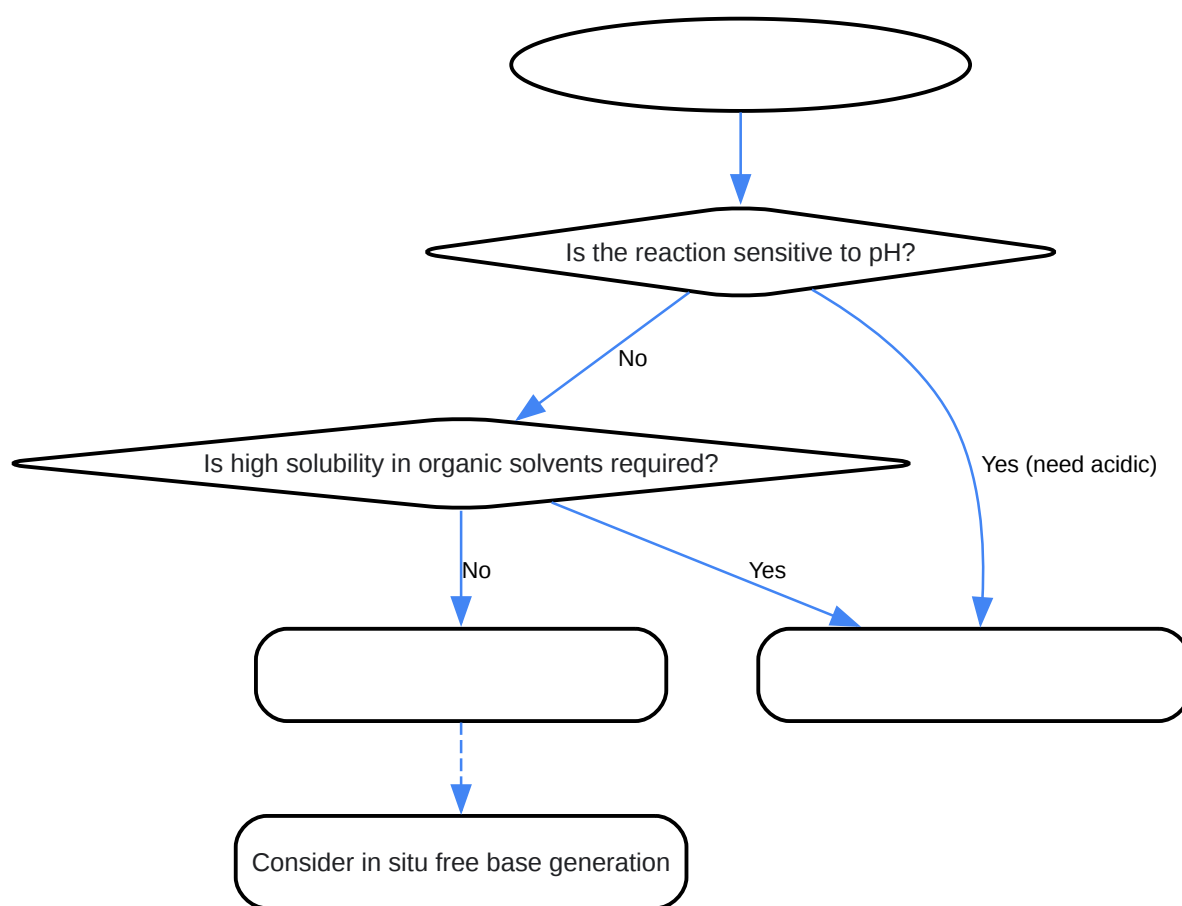 Is the reaction sensitive to pH?
No
Is high solubility in organic solvents required?
Yes (need acidic)
No
Yes
Consider in situ free base generation